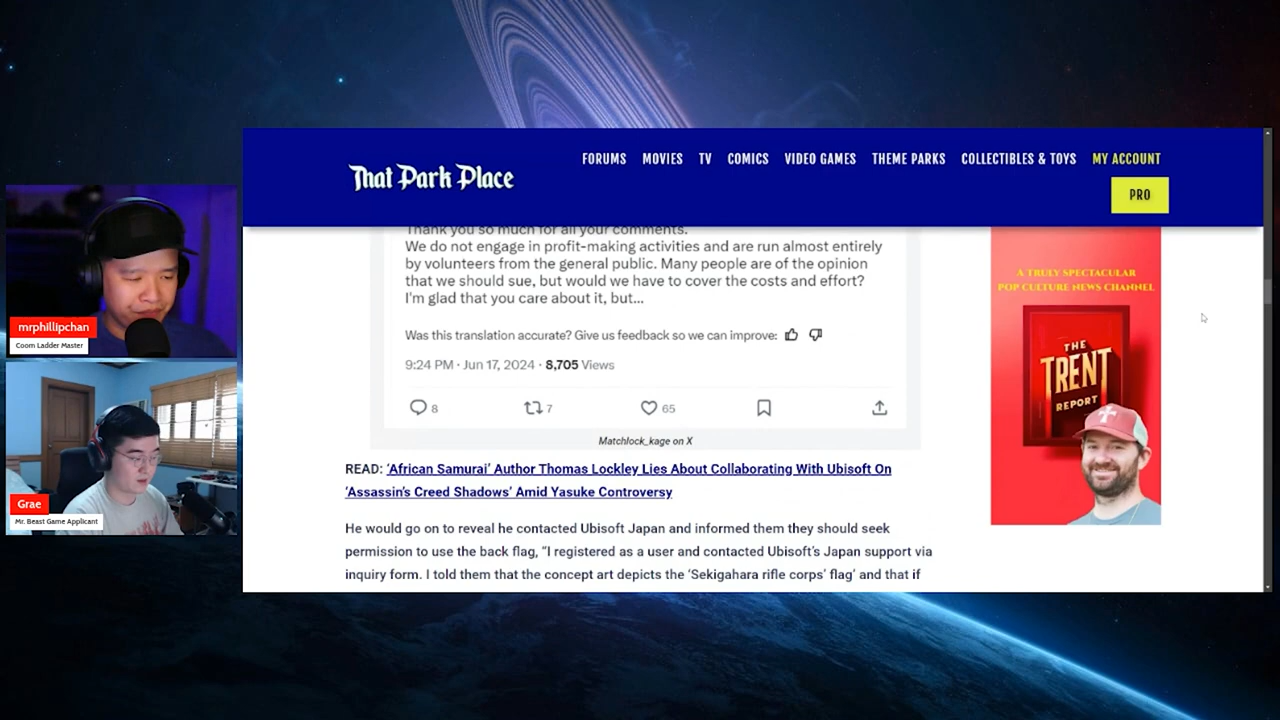 That Park Place
FORUMS MOVIES TV COMICS VIDEO GAMES THEME PARKS COLLECTIBLES & TOYS MY ACCOUNT
PRO
Thank you so much for all your comments.
We do not engage in profit-making activities and are run almost entirely
by volunteers from the general public. Many people are of the opinion
that we should sue, but would we have to cover the costs and effort?
I'm glad that you care about it, but...
Was this translation accurate? Give us feedback so we can improve:
9:24 PM · Jun 17, 2024 · 8,705 Views
8 7 65
Matchlock_kage on X
READ: ‘African Samurai’ Author Thomas Lockley Lies About Collaborating With Ubisoft On
‘Assassin’s Creed Shadows’ Amid Yasuke Controversy
He would go on to reveal he contacted Ubisoft Japan and informed them they should seek
permission to use the back flag, “I registered as a user and contacted Ubisoft’s Japan support via
inquiry form. I told them that the concept art depicts the ‘Sekigahara rifle corps’ flag’ and that if
A TRULY SPECTACULAR
POP CULTURE NEWS CHANNEL
THE
TRENT
REPORT
mrphillipchan
Coom Ladder Master
Grae
Mr. Beast Game Applicant